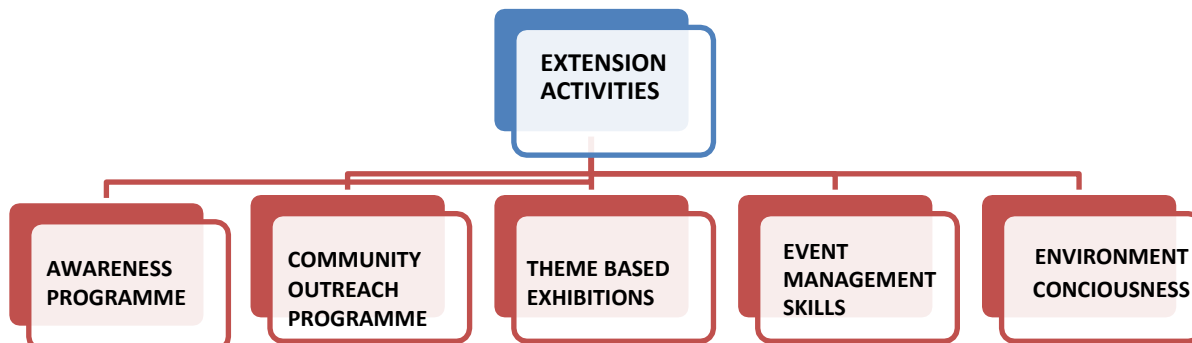 EXTENSION
ACTIVITIES
AWARENESS
PROGRAMME
COMMUNITY
OUTREACH
PROGRAMME
THEME BASED
EXHIBITIONS
EVENT
MANAGEMENT
SKILLS
ENVIRONMENT
CONCIOUSNESS